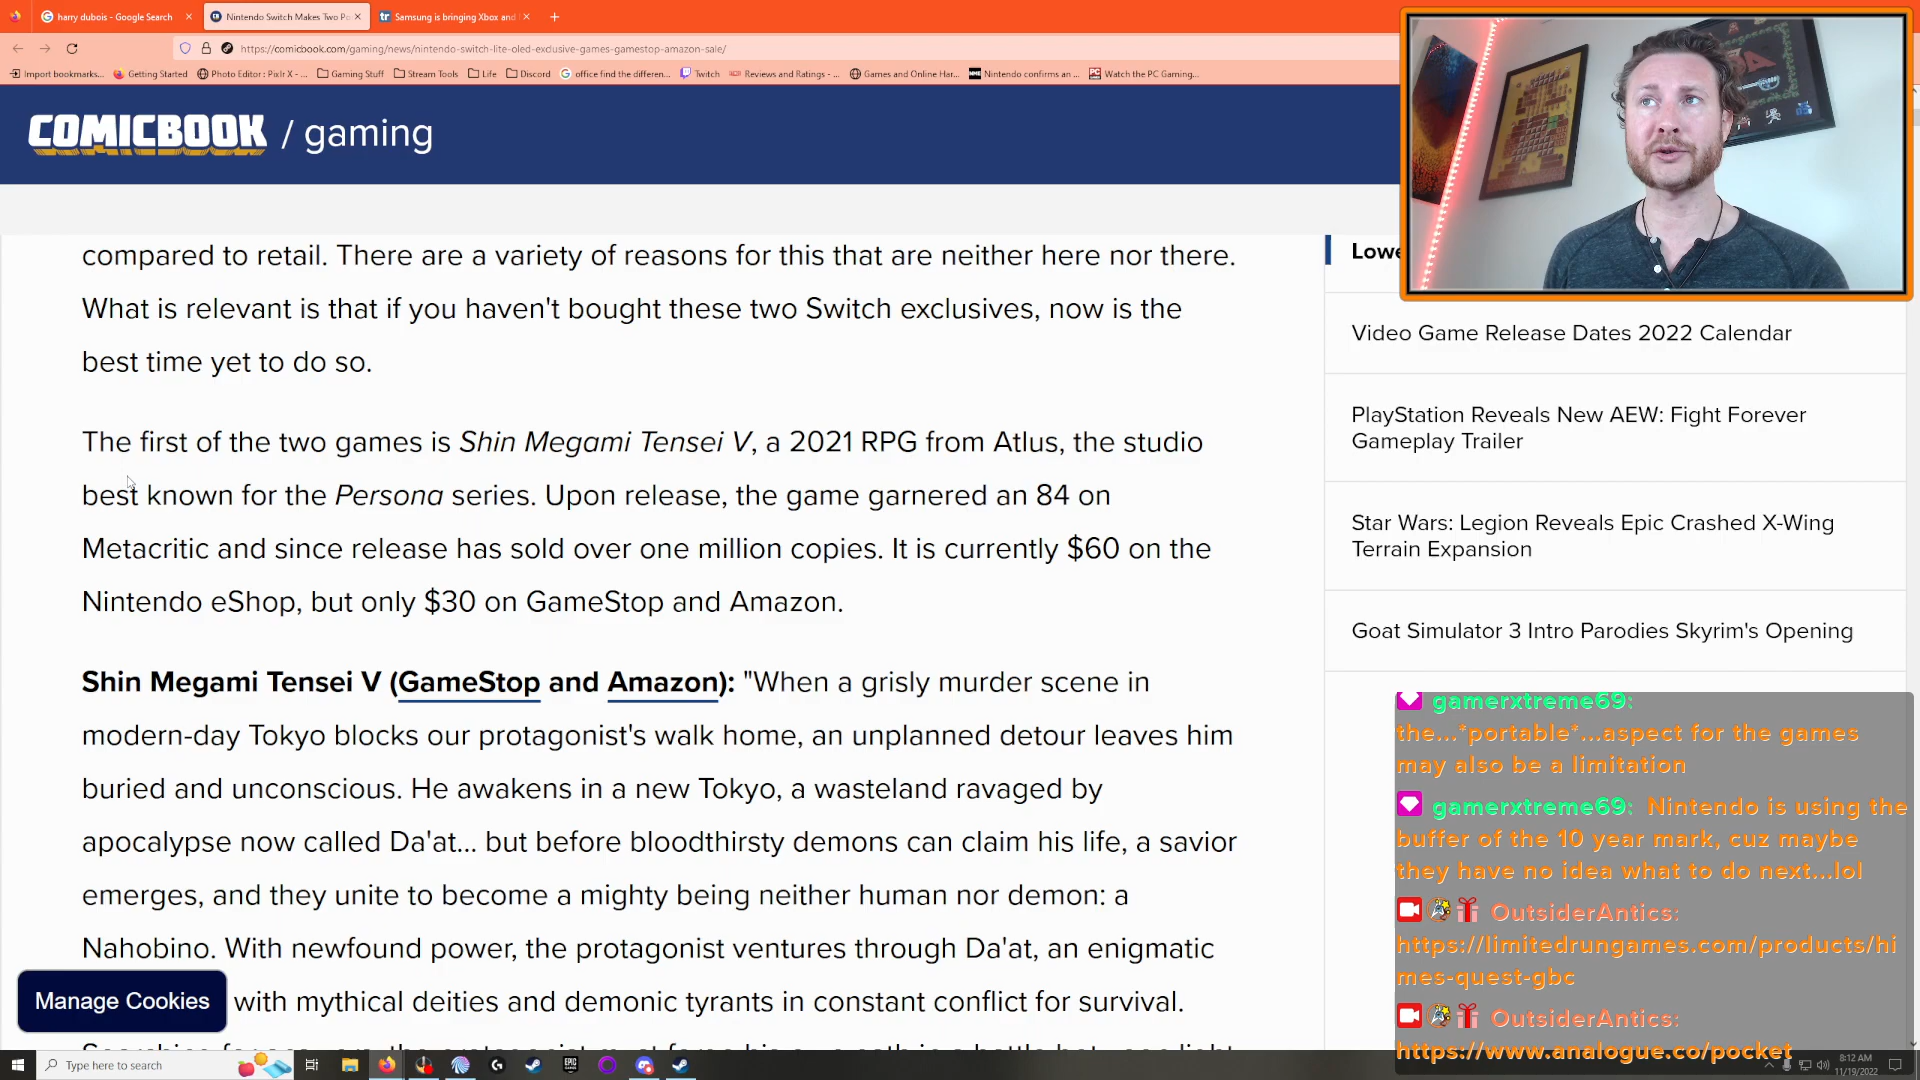 harry dubois - Google Search
Nintendo Switch Makes Two Po
Samsung is bringing Xbox and
https://comicbook.com/gaming/news/nintendo-switch-lite-oled-exclusive-games-gamestop-amazon-sale/
Import bookmarks... Getting Started Photo Editor : Pixlr X - ... Gaming Stuff Stream Tools Life Discord office find the differen... Twitch Reviews and Ratings - ... Games and Online Har... Nintendo confirms an ... Watch the PC Gaming...
COMICBOOK / gaming
compared to retail. There are a variety of reasons for this that are neither here nor there.
What is relevant is that if you haven't bought these two Switch exclusives, now is the
best time yet to do so.
The first of the two games is Shin Megami Tensei V, a 2021 RPG from Atlus, the studio
best known for the Persona series. Upon release, the game garnered an 84 on
Metacritic and since release has sold over one million copies. It is currently $60 on the
Nintendo eShop, but only $30 on GameStop and Amazon.
Shin Megami Tensei V (GameStop and Amazon): "When a grisly murder scene in
modern-day Tokyo blocks our protagonist's walk home, an unplanned detour leaves him
buried and unconscious. He awakens in a new Tokyo, a wasteland ravaged by
apocalypse now called Da'at... but before bloodthirsty demons can claim his life, a savior
emerges, and they unite to become a mighty being neither human nor demon: a
Nahobino. With newfound power, the protagonist ventures through Da'at, an enigmatic
with mythical deities and demonic tyrants in constant conflict for survival.
Manage Cookies
Lowe
Video Game Release Dates 2022 Calendar
PlayStation Reveals New AEW: Fight Forever
Gameplay Trailer
Star Wars: Legion Reveals Epic Crashed X-Wing
Terrain Expansion
Goat Simulator 3 Intro Parodies Skyrim's Opening
gamerxtreme69:
the...*portable*...aspect for the games
may also be a limitation
gamerxtreme69: Nintendo is using the
buffer of the 10 year mark, cuz maybe
they have no idea what to do next...lol
OutsiderAntics:
https://limitedrungames.com/products/hi
mes-quest-gbc
OutsiderAntics:
https://www.analogue.co/pocket
Type here to search
8:12 AM
11/19/2022